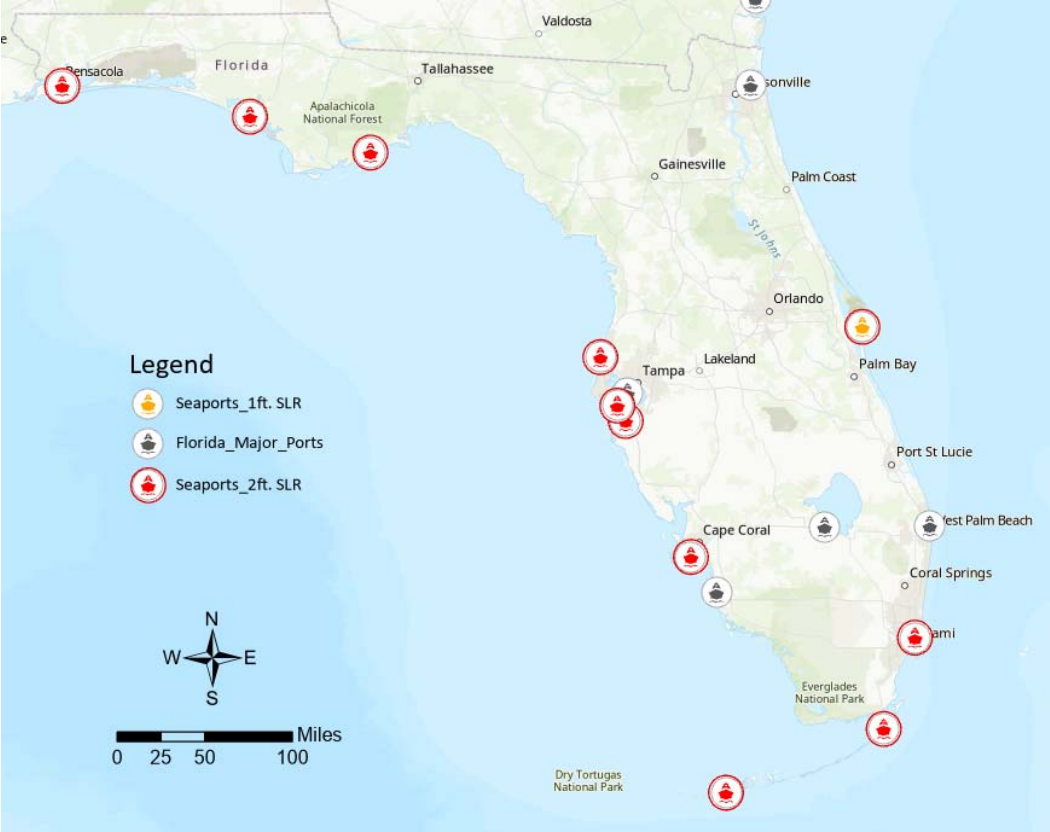 Valdosta
e
Pensacola
Florida
Tallahassee
sonville
Apalachicola
National Forest
Gainesville
Palm Coast
St Johns
Orlando
Legend
Tampa
Lakeland
Palm Bay
Seaports_1ft. SLR
Florida_Major_Ports
Port St Lucie
Seaports_2ft. SLR
Cape Coral
est Palm Beach
Coral Springs
N
W
E
S
ami
Everglades
National Park
Miles
0 25 50 100
Dry Tortugas
National Park